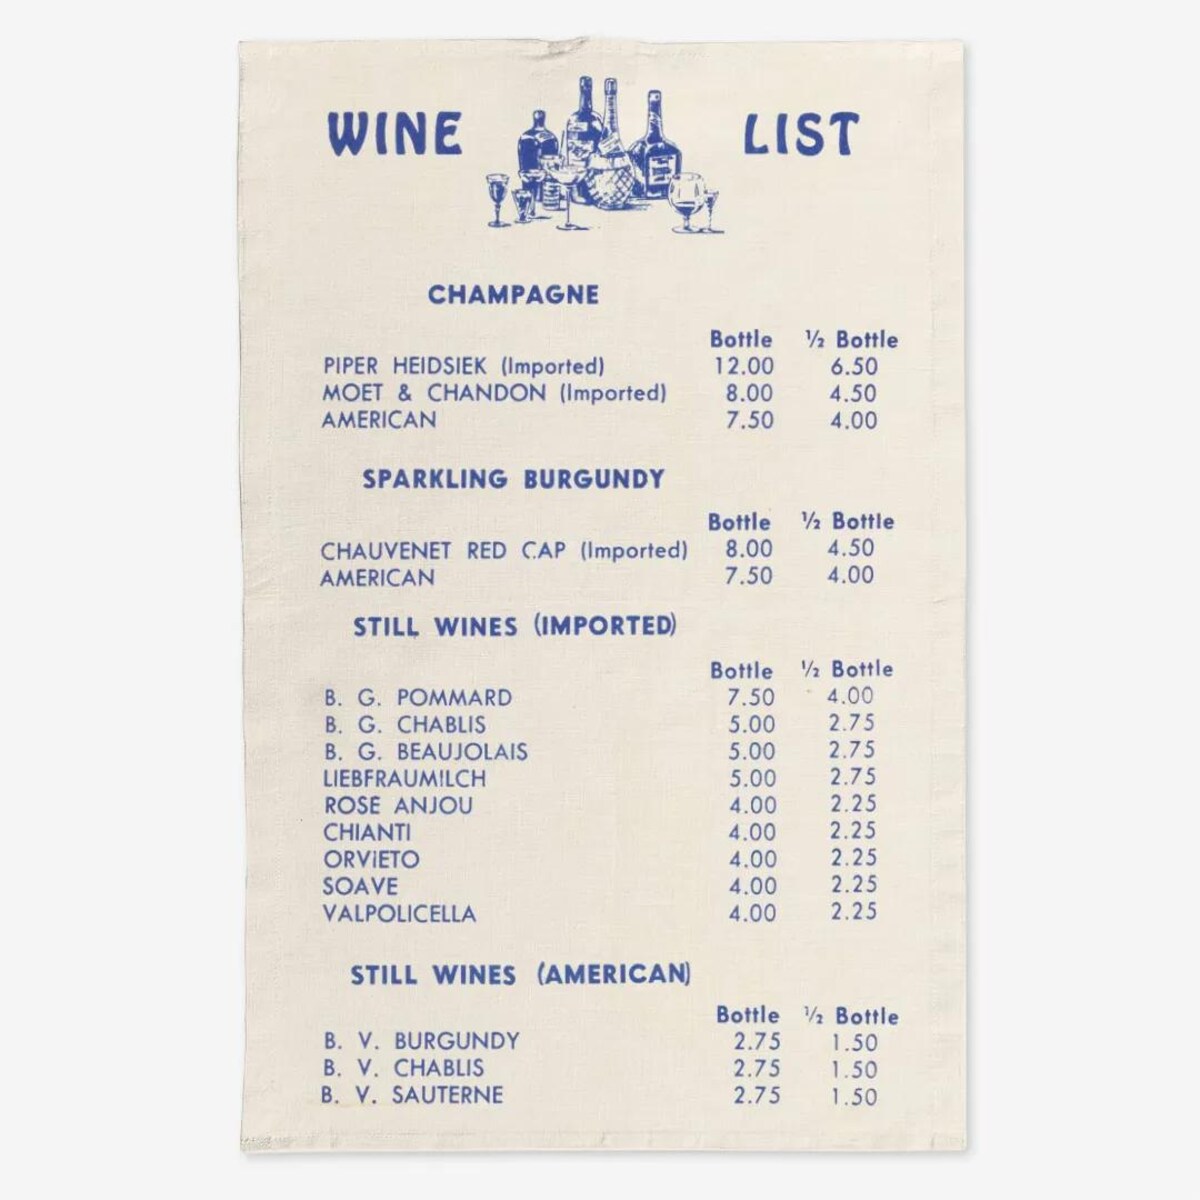 WINE LIST
CHAMPAGNE
Bottle ½ Bottle
PIPER HEIDSIEK (Imported) 12.00 6.50
MOET & CHANDON (Imported) 8.00 4.50
AMERICAN 7.50 4.00
SPARKLING BURGUNDY
Bottle ½ Bottle
CHAUVENET RED CAP (Imported) 8.00 4.50
AMERICAN 7.50 4.00
STILL WINES (IMPORTED)
Bottle ½ Bottle
B. G. POMMARD 7.50 4.00
B. G. CHABLIS 5.00 2.75
B. G. BEAUJOLAIS 5.00 2.75
LIEBFRAUMILCH 5.00 2.75
ROSE ANJOU 4.00 2.25
CHIANTI 4.00 2.25
ORVIETO 4.00 2.25
SOAVE 4.00 2.25
VALPOLICELLA 4.00 2.25
STILL WINES (AMERICAN)
Bottle ½ Bottle
B. V. BURGUNDY 2.75 1.50
B. V. CHABLIS 2.75 1.50
B. V. SAUTERNE 2.75 1.50